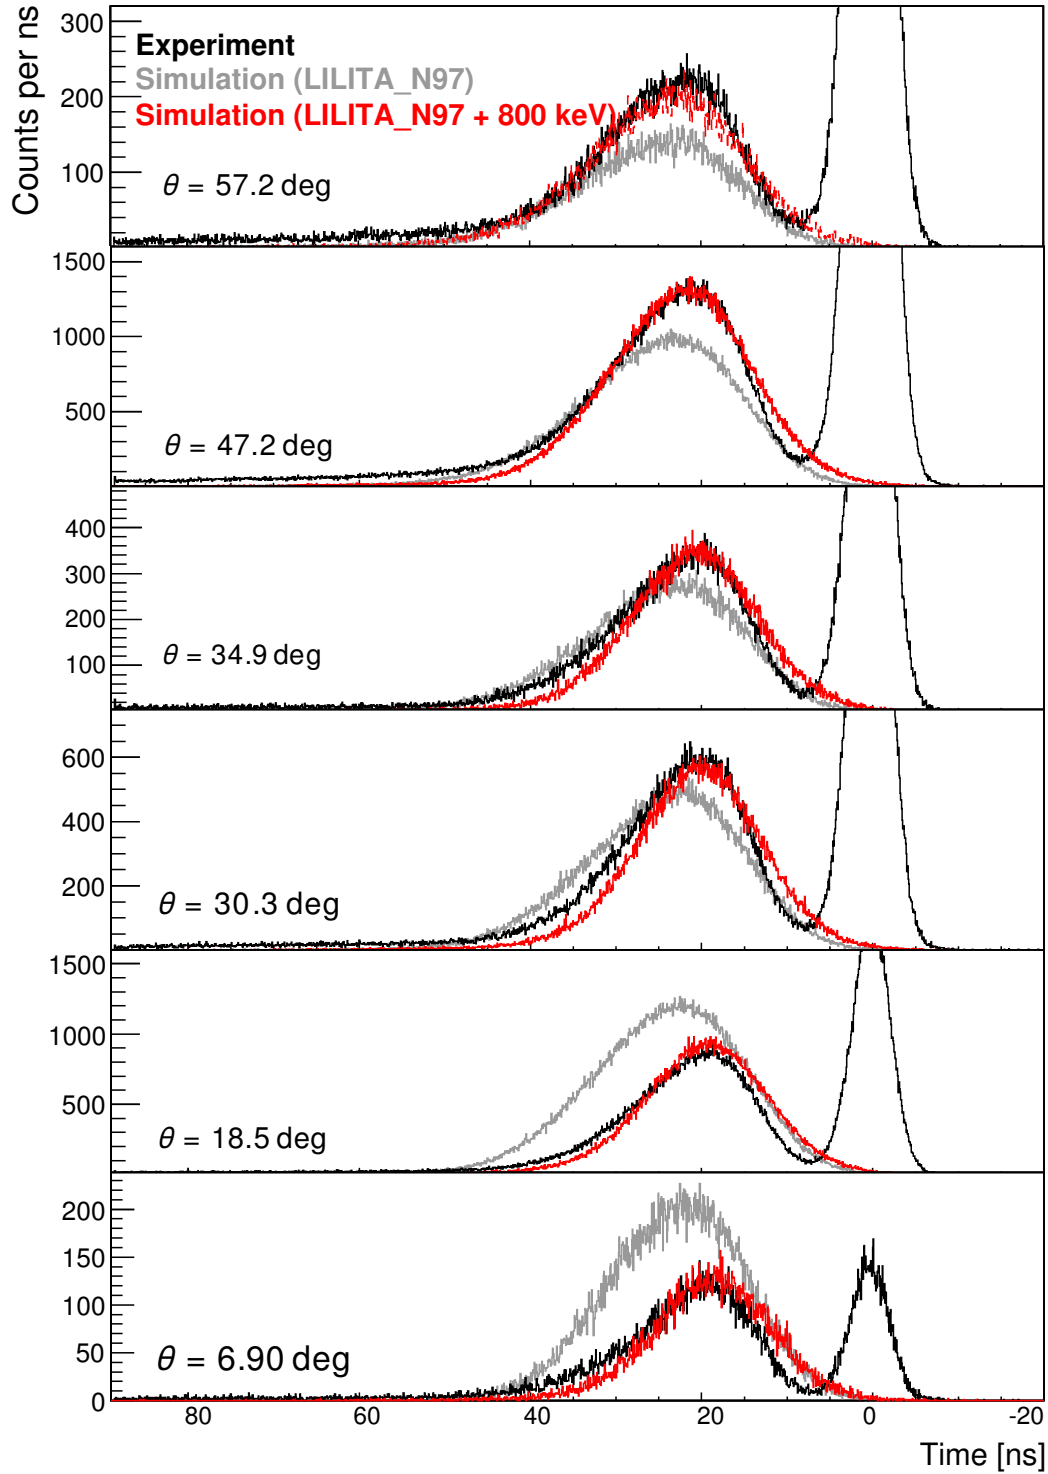 Counts per ns
300
200
100
Experiment
Simulation (LILITA_N97)
Simulation (LILITA_N97 + 800 keV)
θ = 57.2 deg
1500
1000
500
θ = 47.2 deg
400
300
200
100
θ = 34.9 deg
600
400
200
θ = 30.3 deg
1500
1000
500
θ = 18.5 deg
200
150
100
50
0
θ = 6.90 deg
80 60 40 20 0 -20
Time [ns]